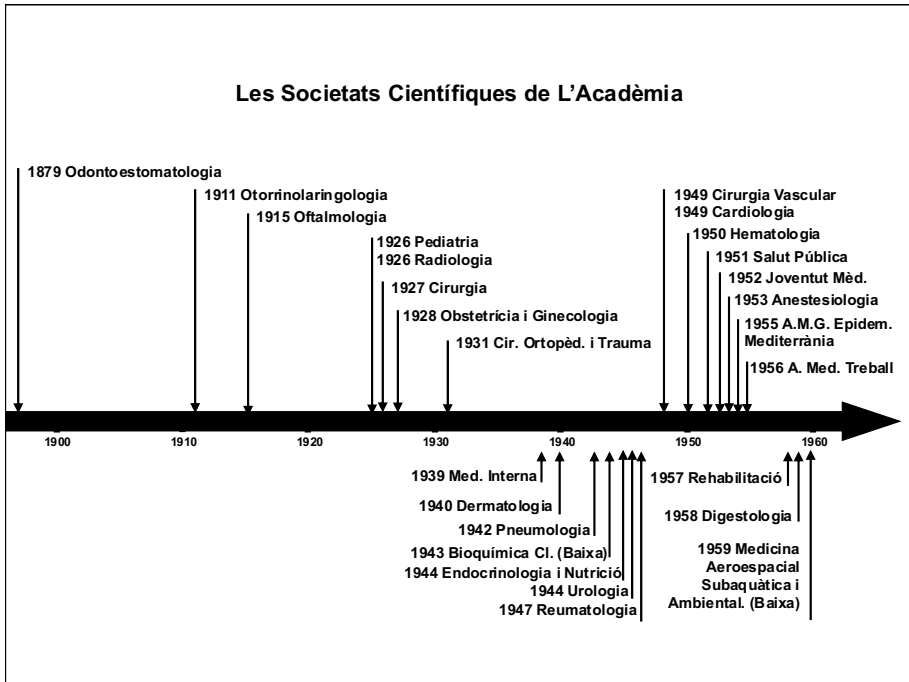 Les Societats Científiques de L'Acadèmia
1879 Odontoestomatologia
1911 Otorrinolaringologia
1915 Oftalmologia
1926 Pediatria
1926 Radiologia
1927 Cirurgia
1928 Obstetrícia i Ginecologia
1931 Cir. Ortopèd. i Trauma
1949 Cirurgia Vascular
1949 Cardiologia
1950 Hematologia
1951 Salut Pública
1952 Joventut Mèd.
1953 Anestesiologia
1955 A.M.G. Epidem.
Mediterrània
1956 A. Med. Treball
1900 1910 1920 1930 1940 1950 1960
1939 Med. Interna
1940 Dermatologia
1942 Pneumologia
1943 Bioquímica Cl. (Baixa)
1944 Endocrinologia i Nutrició
1944 Urologia
1947 Reumatologia
1957 Rehabilitació
1958 Digestologia
1959 Medicina
Aeroespacial
Subaquàtica i
Ambiental. (Baixa)